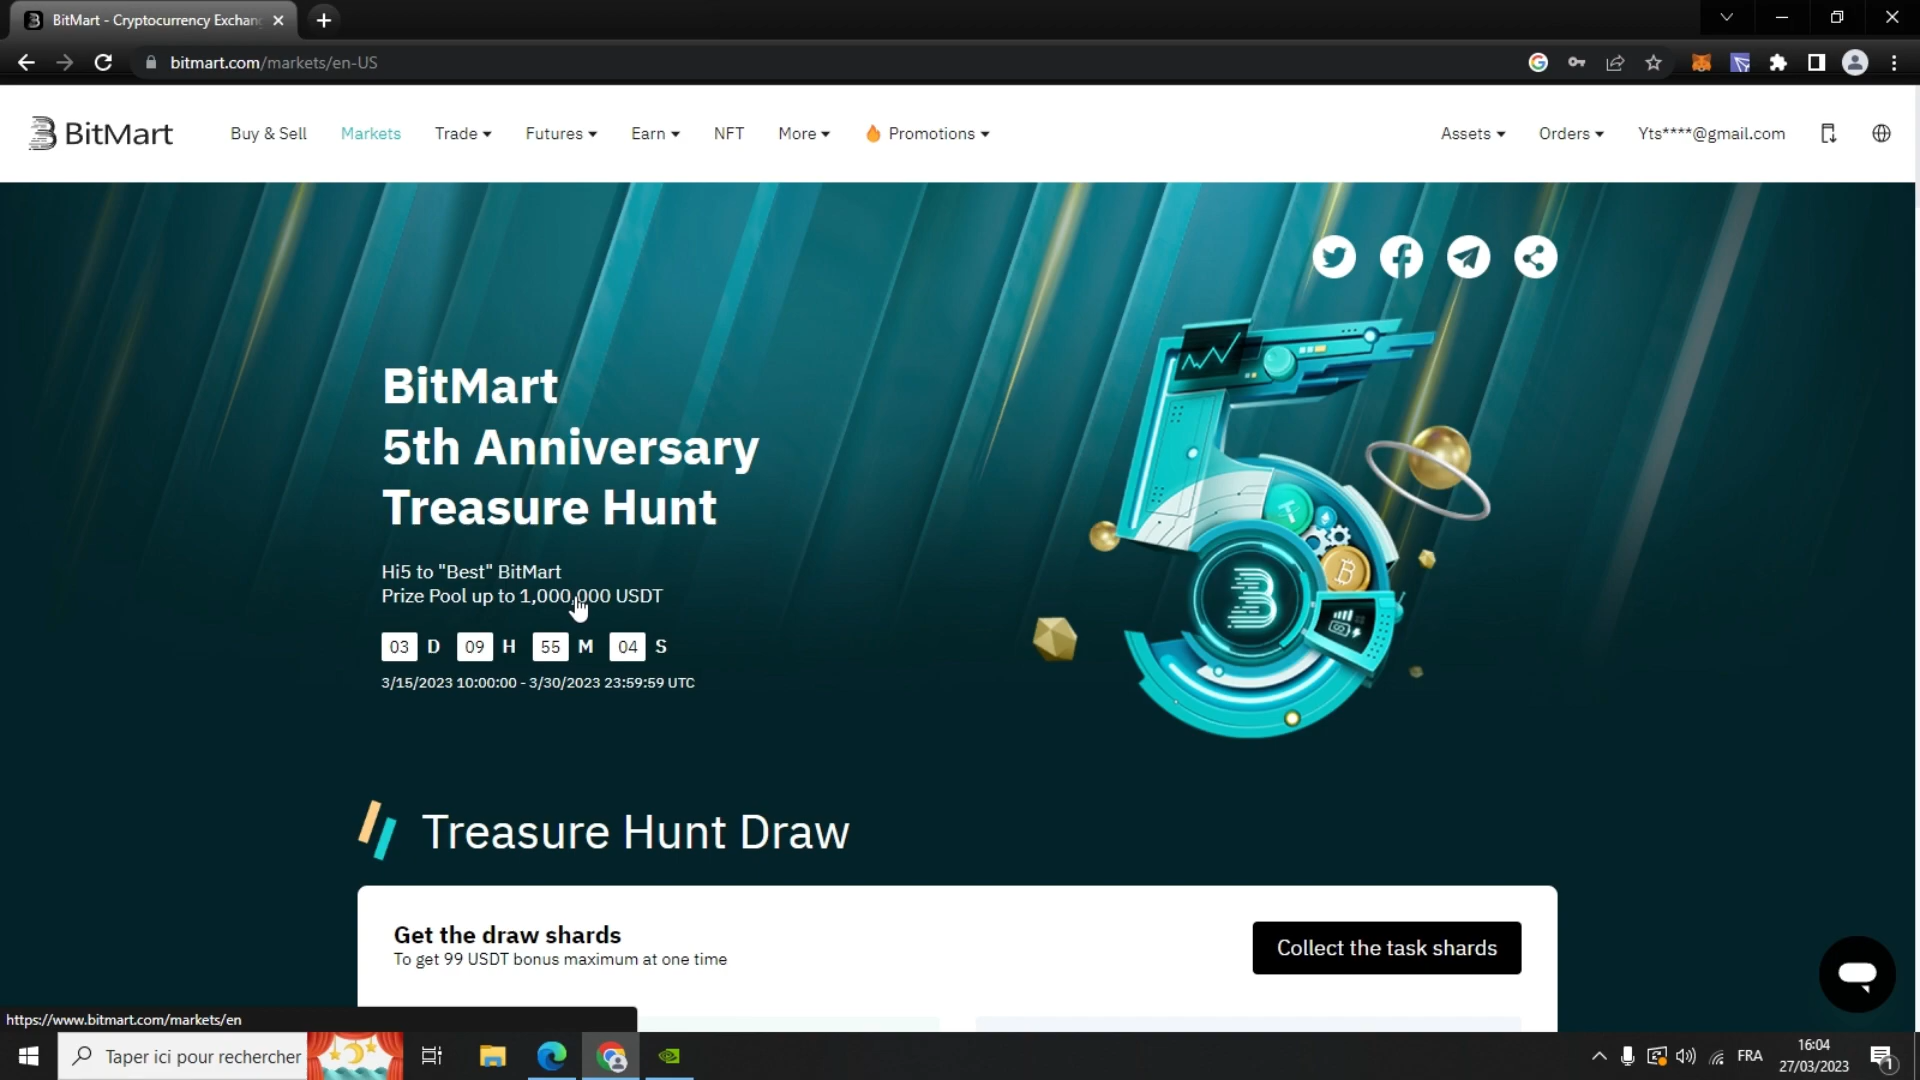 BitMart - Cryptocurrency Exchan
bitmart.com/markets/en-US
BitMart
Buy & Sell
Markets
Trade
Futures
Earn
NFT
More
Promotions
Assets
Orders
Yts****@gmail.com
BitMart
5th Anniversary
Treasure Hunt
Hi5 to "Best" BitMart
Prize Pool up to 1,000,000 USDT
03 D 09 H 55 M 04 S
3/15/2023 10:00:00 - 3/30/2023 23:59:59 UTC
Treasure Hunt Draw
Get the draw shards
To get 99 USDT bonus maximum at one time
Collect the task shards
https://www.bitmart.com/markets/en
Taper ici pour rechercher
FRA
16:04
27/03/2023
1